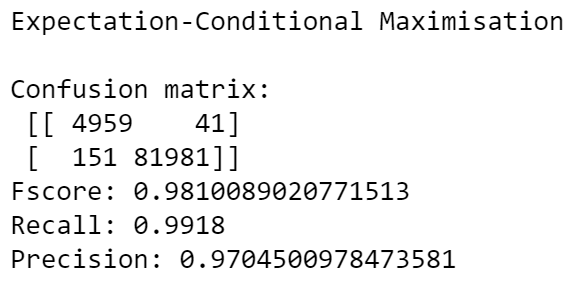 Expectation-Conditional Maximisation
Confusion matrix:
[[ 4959    41]
[  151 81981]]
Fscore: 0.9810089020771513
Recall: 0.9918
Precision: 0.9704500978473581